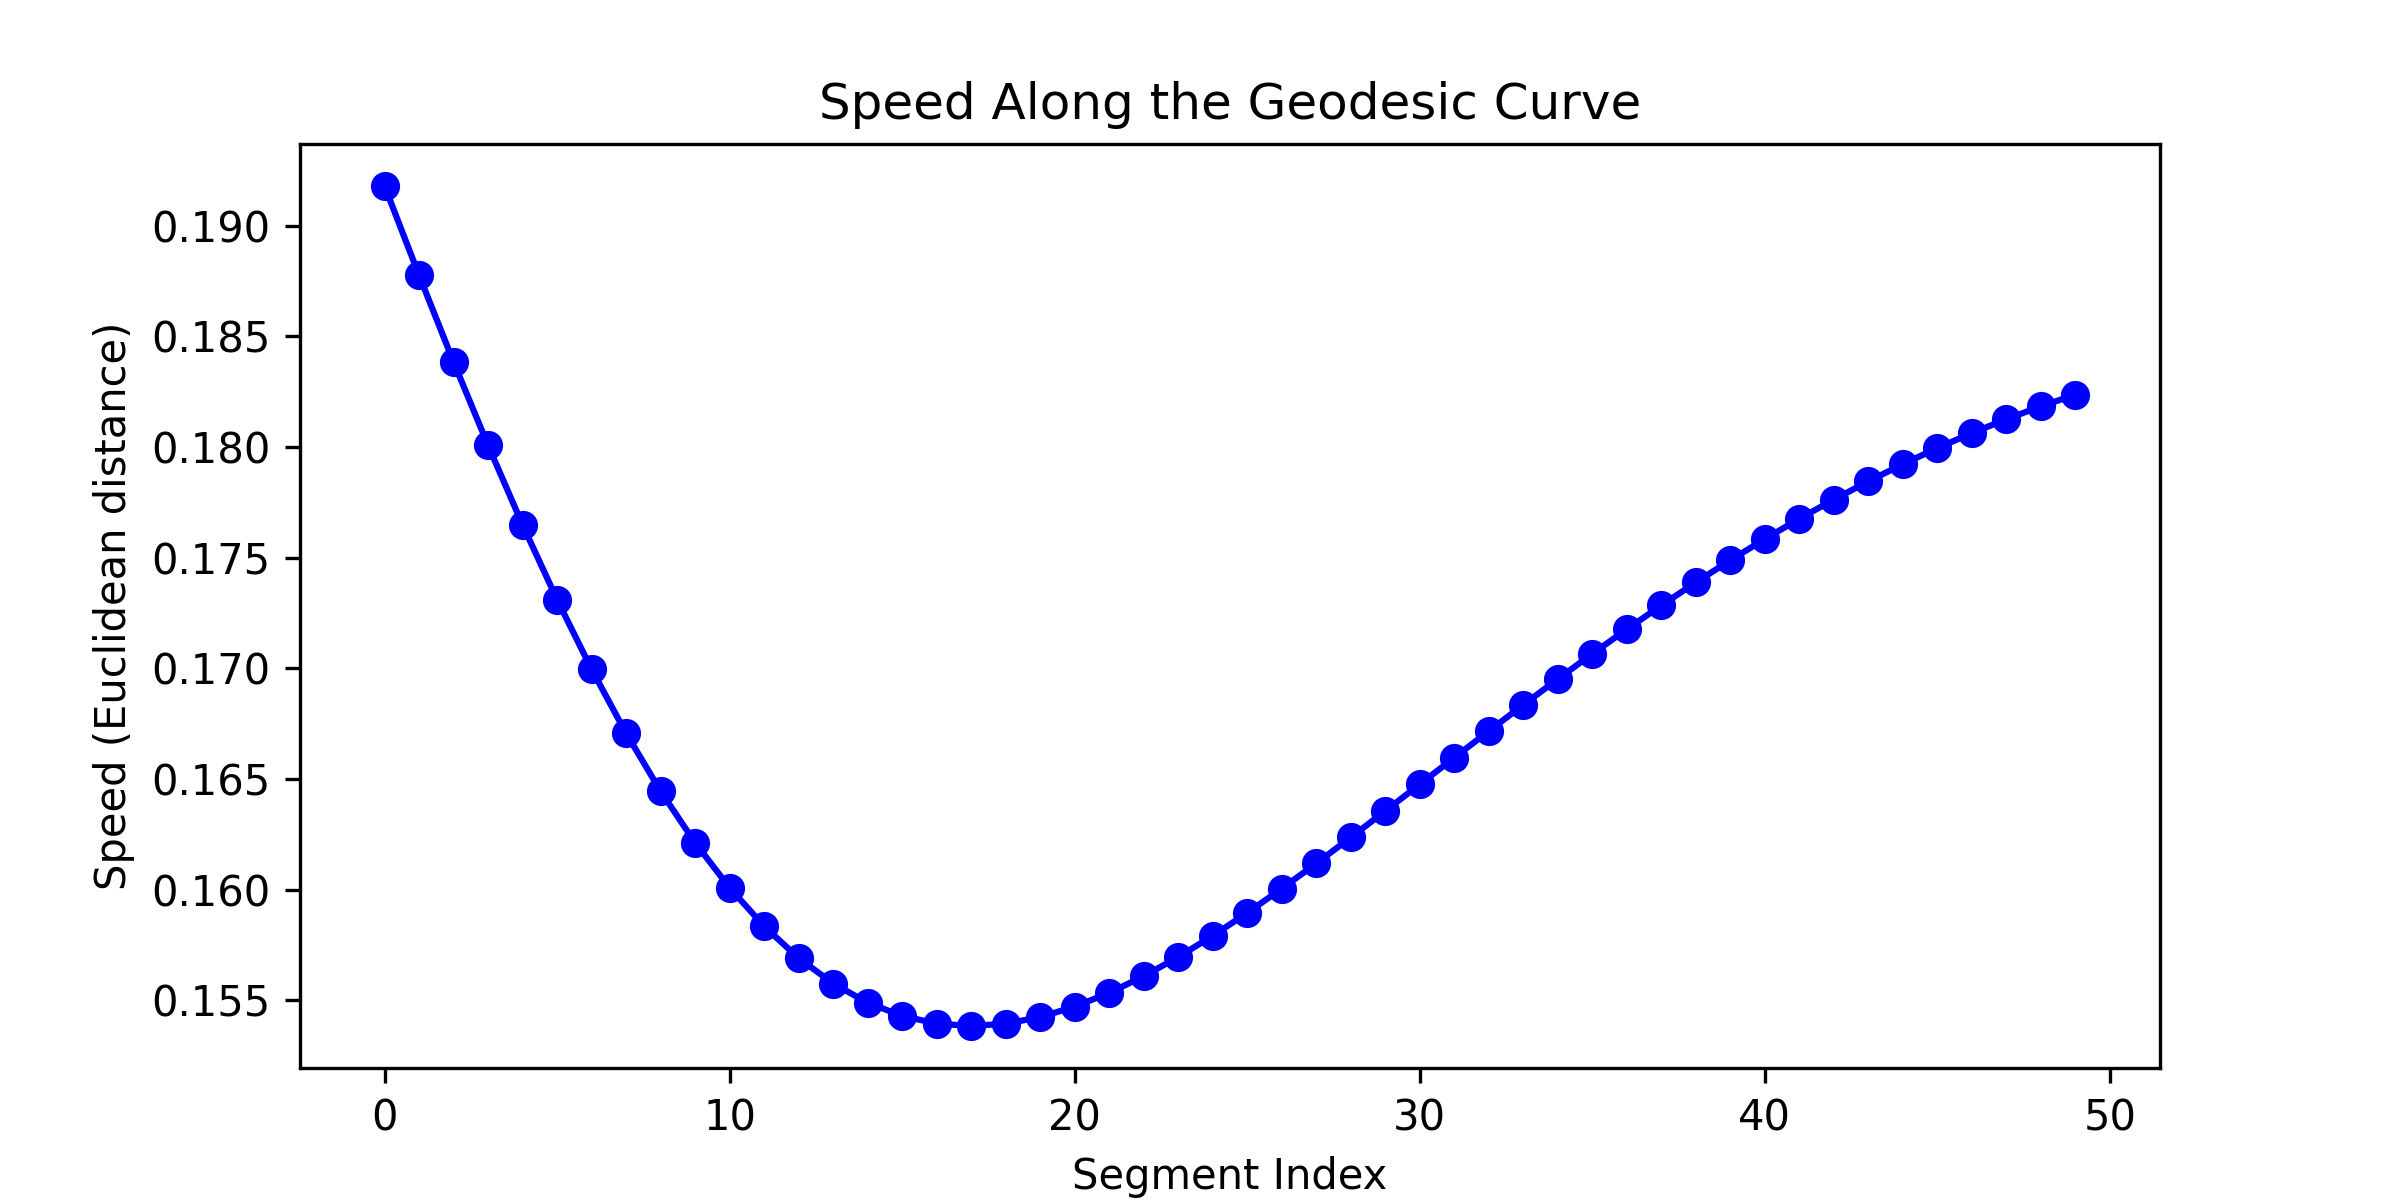 Speed Along the Geodesic Curve
Speed (Euclidean distance)
0.190
0.185
0.180
0.175
0.170
0.165
0.160
0.155
0 10 20 30 40 50
Segment Index